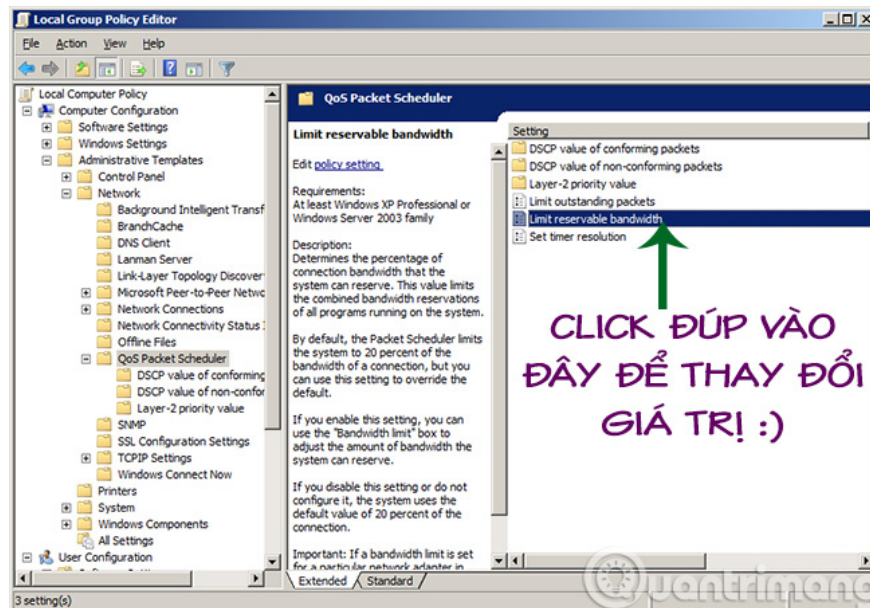 Local Group Policy Editor
File Action View Help
Local Computer Policy
Computer Configuration
Software Settings
Windows Settings
Administrative Templates
Control Panel
Network
Background Intelligent Transf
BranchCache
DNS Client
Lanman Server
Link-Layer Topology Discover
Microsoft Peer-to-Peer Netwo
Network Connections
Network Connectivity Status I
Offline Files
QoS Packet Scheduler
DSCP value of conforming
DSCP value of non-confor
Layer-2 priority value
SNMP
SSL Configuration Settings
TCPIP Settings
Windows Connect Now
Printers
System
Windows Components
All Settings
User Configuration
3 setting(s)
QoS Packet Scheduler
Limit reservable bandwidth
Edit policy setting
Requirements:
At least Windows XP Professional or
Windows Server 2003 family
Description:
Determines the percentage of
connection bandwidth that the
system can reserve. This value limits
the combined bandwidth reservations
of all programs running on the system.
By default, the Packet Scheduler limits
the system to 20 percent of the
bandwidth of a connection, but you
can use this setting to override the
default.
If you enable this setting, you can
use the "Bandwidth limit" box to
adjust the amount of bandwidth the
system can reserve.
If you disable this setting or do not
configure it, the system uses the
default value of 20 percent of the
connection.
Important: If a bandwidth limit is set
for a particular network adapter in
Extended Standard
Setting
DSCP value of conforming packets
DSCP value of non-conforming packets
Layer-2 priority value
Limit outstanding packets
Limit reservable bandwidth
Set timer resolution
CLICK ĐÚP VÀO
ĐÂY ĐỂ THAY ĐỔI
GIÁ TRỊ :)
Quantrimang